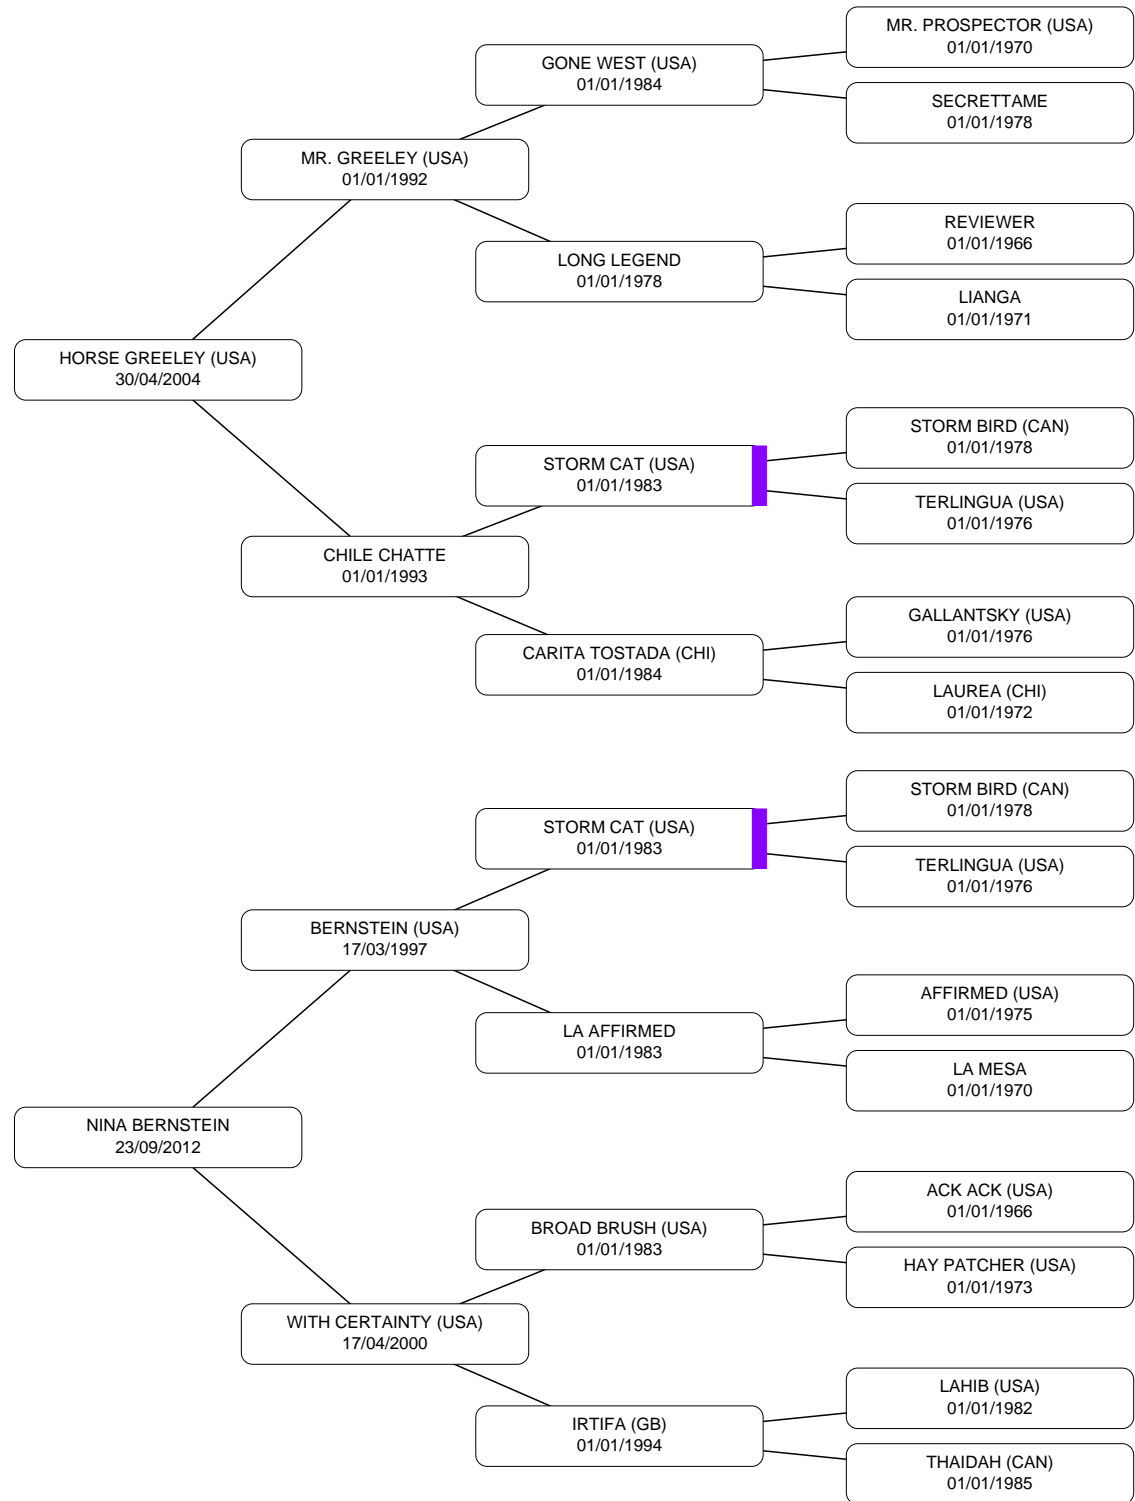 MR. PROSPECTOR (USA)
01/01/1970
GONE WEST (USA)
01/01/1984
SECRETTAME
01/01/1978
MR. GREELEY (USA)
01/01/1992
REVIEWER
01/01/1966
LONG LEGEND
01/01/1978
LIANGA
01/01/1971
HORSE GREELEY (USA)
30/04/2004
STORM BIRD (CAN)
01/01/1978
STORM CAT (USA)
01/01/1983
TERLINGUA (USA)
01/01/1976
CHILE CHATTE
01/01/1993
GALLANTSKY (USA)
01/01/1976
CARITA TOSTADA (CHI)
01/01/1984
LAUREA (CHI)
01/01/1972
STORM BIRD (CAN)
01/01/1978
STORM CAT (USA)
01/01/1983
TERLINGUA (USA)
01/01/1976
BERNSTEIN (USA)
17/03/1997
AFFIRMED (USA)
01/01/1975
LA AFFIRMED
01/01/1983
LA MESA
01/01/1970
NINA BERNSTEIN
23/09/2012
ACK ACK (USA)
01/01/1966
BROAD BRUSH (USA)
01/01/1983
HAY PATCHER (USA)
01/01/1973
WITH CERTAINTY (USA)
17/04/2000
LAHIB (USA)
01/01/1982
IRTIFA (GB)
01/01/1994
THAIDAH (CAN)
01/01/1985